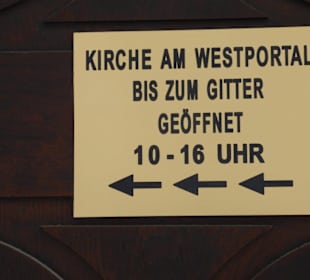 KIRCHE AM WESTPORTAL
BIS ZUM GITTER
GEÖFFNET
10 - 16 UHR